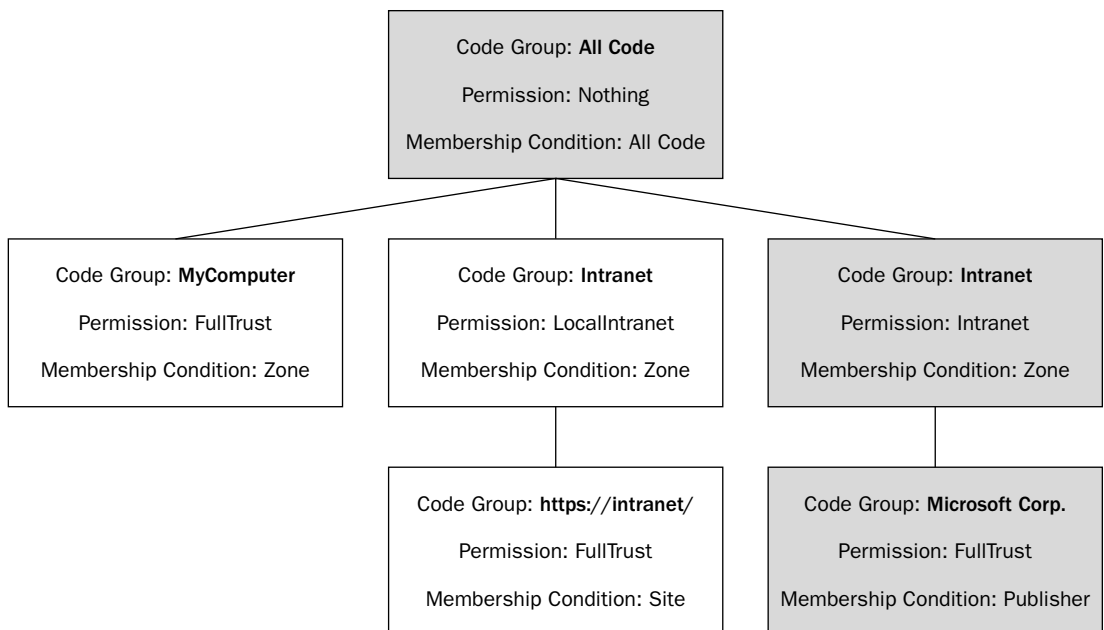 Code Group: All Code
Permission: Nothing
Membership Condition: All Code
Code Group: MyComputer
Permission: FullTrust
Membership Condition: Zone
Code Group: Intranet
Permission: LocalIntranet
Membership Condition: Zone
Code Group: Intranet
Permission: Intranet
Membership Condition: Zone
Code Group: https://intranet/
Permission: FullTrust
Membership Condition: Site
Code Group: Microsoft Corp.
Permission: FullTrust
Membership Condition: Publisher